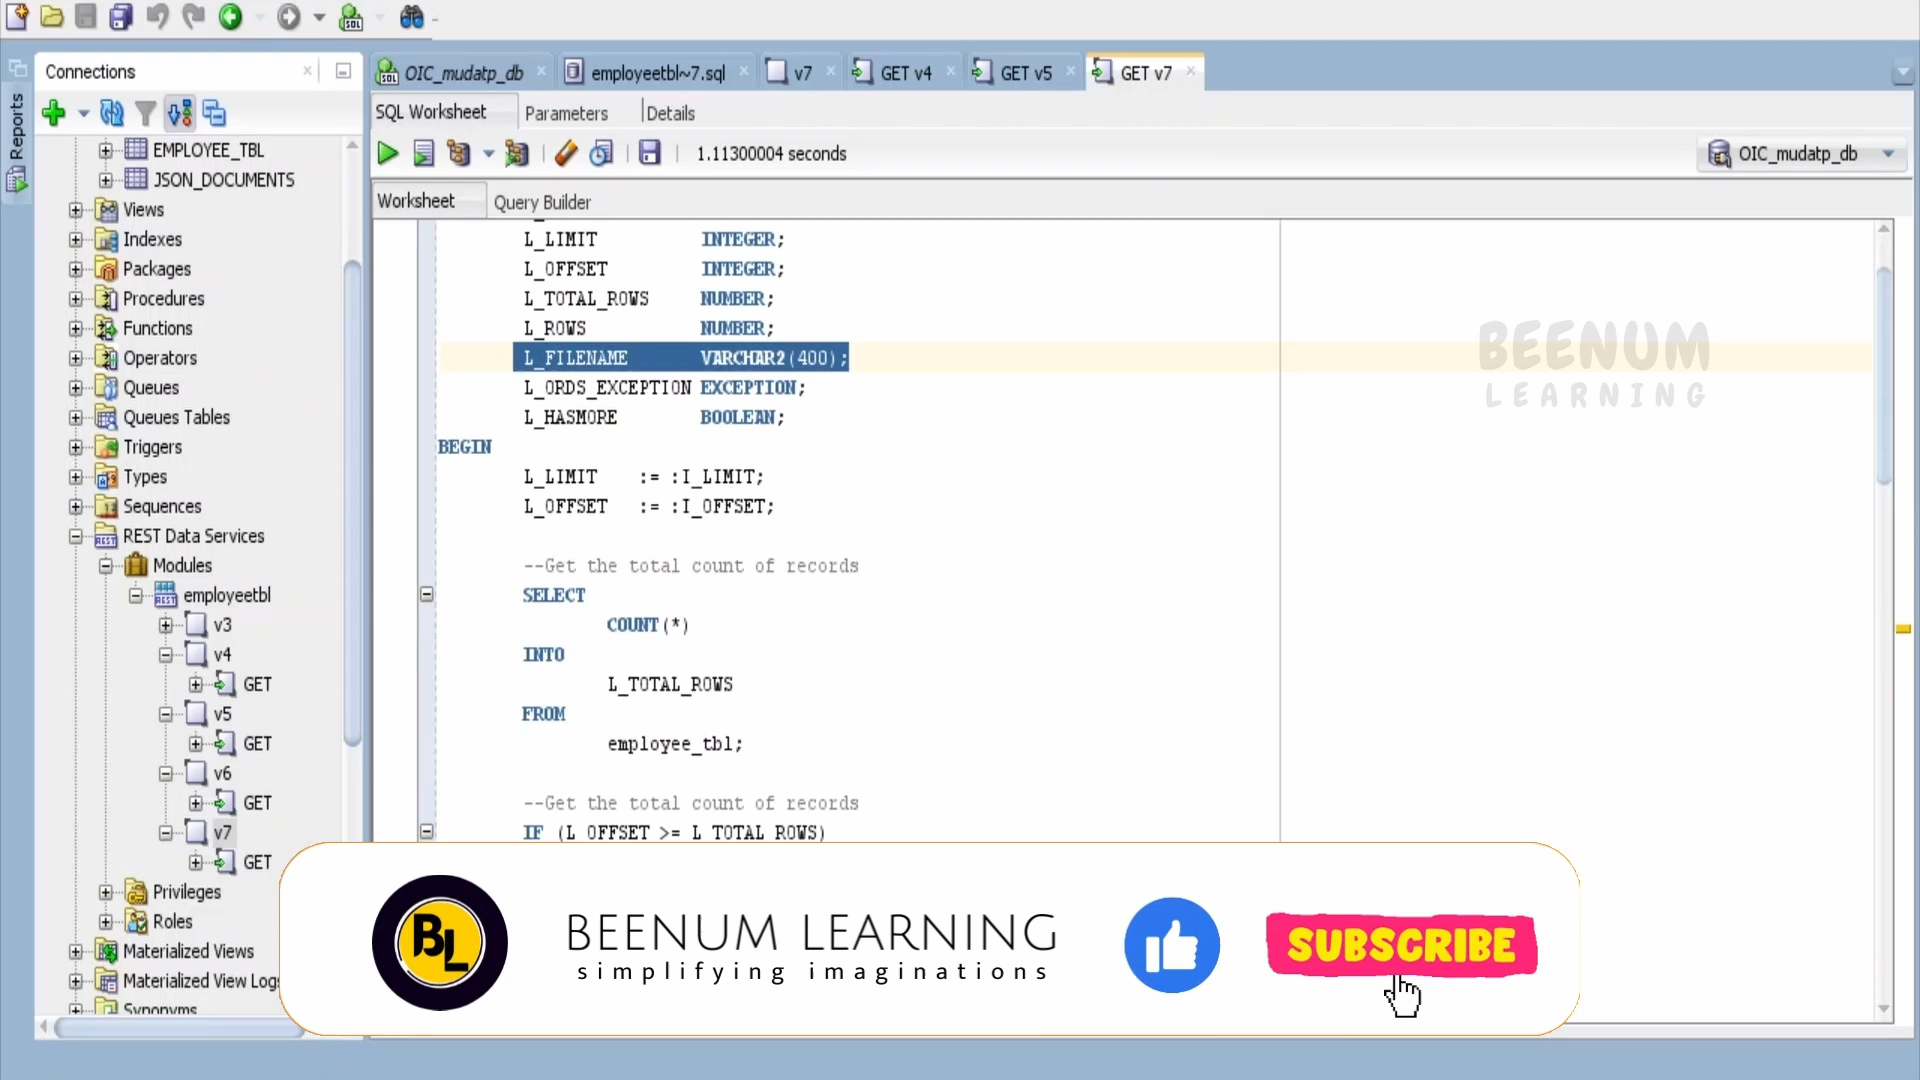 Connections
Reports
OIC_mudatp_db
employeetbl~7.sql
v7
GET v4
GET v5
GET v7
SQL Worksheet
Parameters
Details
1.11300004 seconds
OIC_mudatp_db
Worksheet
Query Builder
EMPLOYEE_TBL
JSON_DOCUMENTS
Views
Indexes
Packages
Procedures
Functions
Operators
Queues
Queues Tables
Triggers
Types
Sequences
REST Data Services
Modules
employeetbl
v3
v4
GET
v5
GET
v6
GET
v7
GET
Privileges
Roles
Materialized Views
Materialized View Logs
Synonyms
L_LIMIT INTEGER;
L_OFFSET INTEGER;
L_TOTAL_ROWS NUMBER;
L_ROWS NUMBER;
L_FILENAME VARCHAR2(400);
L_ORDS_EXCEPTION EXCEPTION;
L_HASMORE BOOLEAN;
BEGIN
L_LIMIT := :I_LIMIT;
L_OFFSET := :I_OFFSET;
--Get the total count of records
SELECT
COUNT(*)
INTO
L_TOTAL_ROWS
FROM
employee_tbl;
--Get the total count of records
IF (L_OFFSET >= L_TOTAL_ROWS)
BEENUM
LEARNING
BL
BEENUM LEARNING
simplifying imaginations
SUBSCRIBE